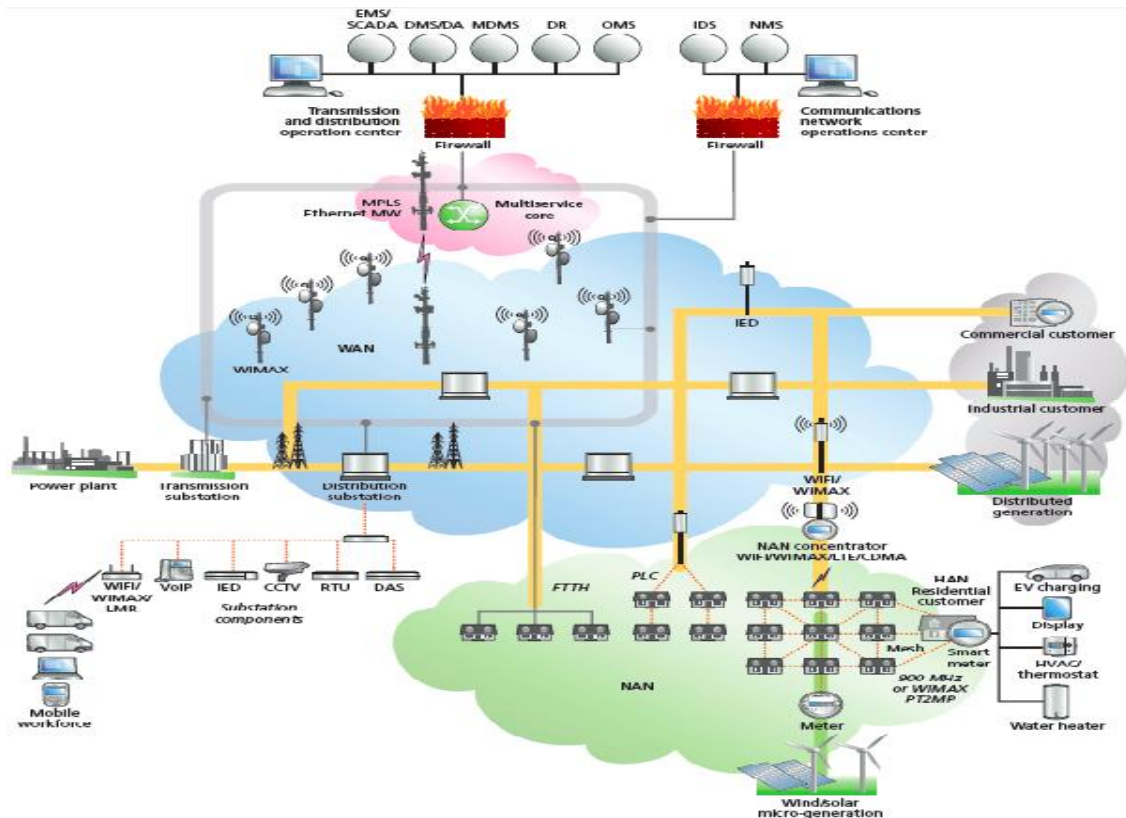 EMS/
SCADA
DMS/DA
MDMS
DR
OMS
IDS
NMS
Transmission
and distribution
operation center
Firewall
Firewall
Communications
network
operations center
MPLS
Ethernet MW
Multiservice
core
WIMAX
WAN
IED
Commercial customer
Industrial customer
Power plant
Transmission
substation
Distribution
substation
WIFI/
WIMAX
Distributed
generation
NAN concentrator
WIFI/WIMAX/LTE/CDMA
WIFI/
WIMAX/
LMR
VoIP
IED
CCTV
RTU
DAS
Substation
components
Mobile
workforce
FTTH
PLC
HAN
Residential
customer
EV charging
Display
Mesh
Smart
meter
HVAC/
thermostat
900 MHz
or WIMAX
PT2MP
Water heater
NAN
Meter
Wind/solar
micro-generation